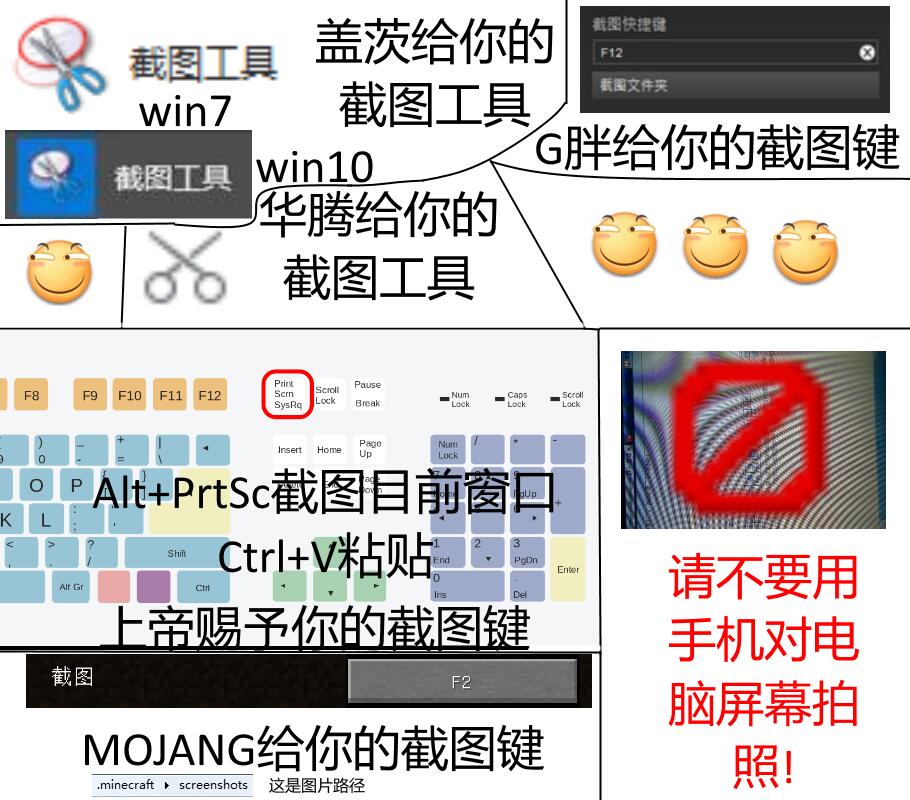 截图工具
win7
盖茨给你的
截图工具
截图工具
win10
截图快捷键
F12
截图文件夹
G胖给你的截图键
华腾给你的
截图工具
F8 F9 F10 F11 F12
Print
Scrn
SysRq
Scroll
Lock
Pause
Break
Num
Lock
Caps
Lock
Scroll
Lock
) 0 _ - + = | \
Insert Home Page
Up
Num
Lock
/ * -
O P { }
PgUp +
Alt+PrtSc截图目前窗口
K L : ; " ,
Ctrl+V粘贴
< , > . ? / Shift
1
End
2 3
PgDn
Enter
Alt Gr Ctrl
0
Ins
.
Del
上帝赐予你的截图键
截图 F2
MOJANG给你的截图键
.minecraft screenshots 这是图片路径
请不要用
手机对电
脑屏幕拍
照!